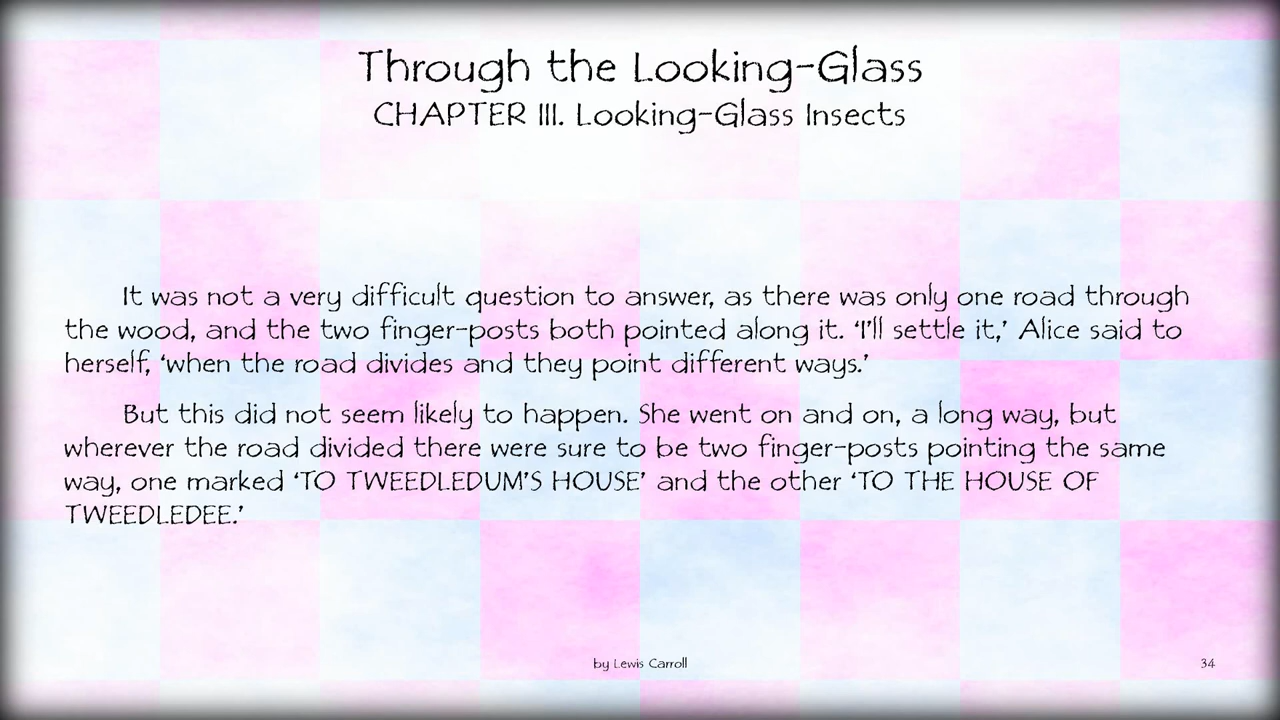 Through the Looking-Glass
CHAPTER III. Looking-Glass Insects
It was not a very difficult question to answer, as there was only one road through
the wood, and the two finger-posts both pointed along it. ‘I’ll settle it,’ Alice said to
herself, ‘when the road divides and they point different ways.’
But this did not seem likely to happen. She went on and on, a long way, but
wherever the road divided there were sure to be two finger-posts pointing the same
way, one marked ‘TO TWEEDLEDUM’S HOUSE’ and the other ‘TO THE HOUSE OF
TWEEDLEDEE.’
by Lewis Carroll
34